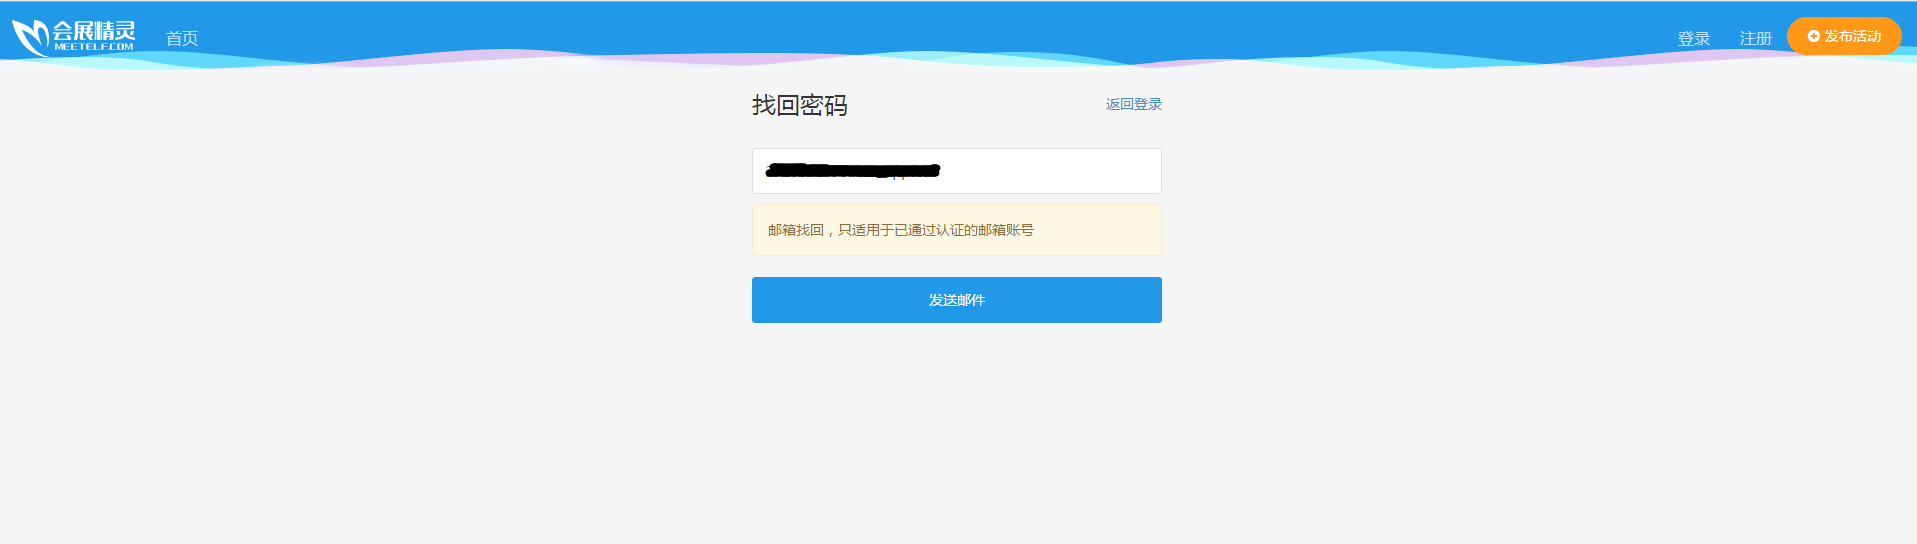 会展精灵
MEETELF.COM
首页
登录
注册
发布活动
找回密码
返回登录
邮箱找回，只适用于已通过认证的邮箱账号
发送邮件